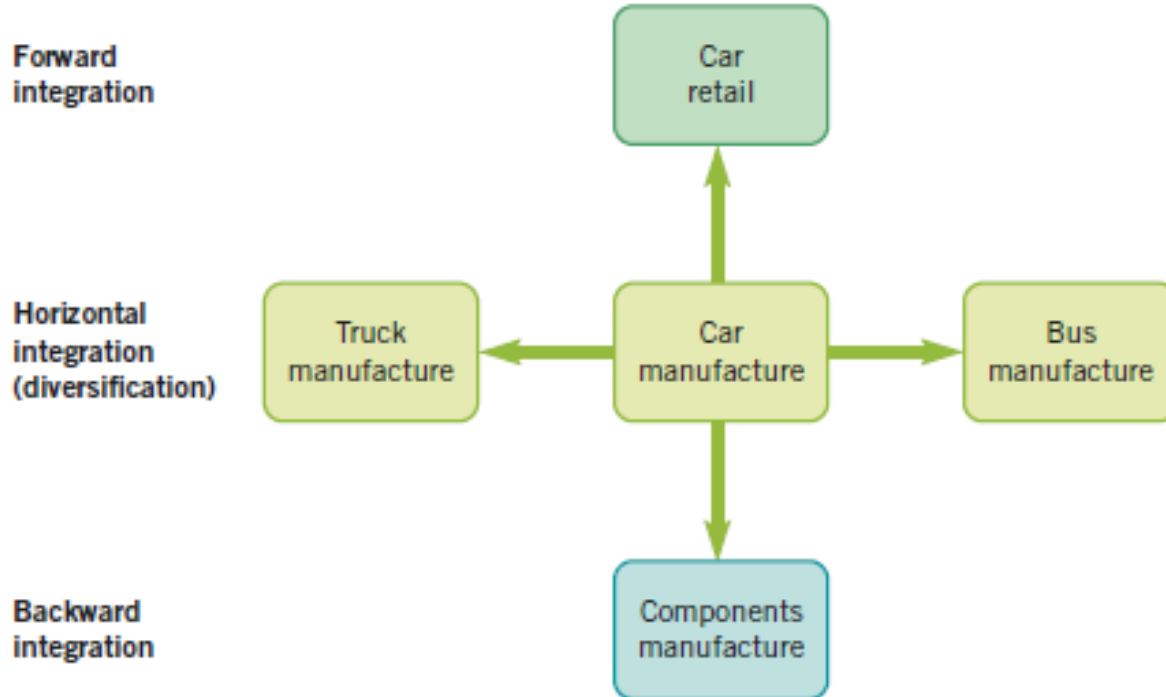 Forward
integration
Car
retail
Horizontal
integration
(diversification)
Truck
manufacture
Car
manufacture
Bus
manufacture
Backward
integration
Components
manufacture